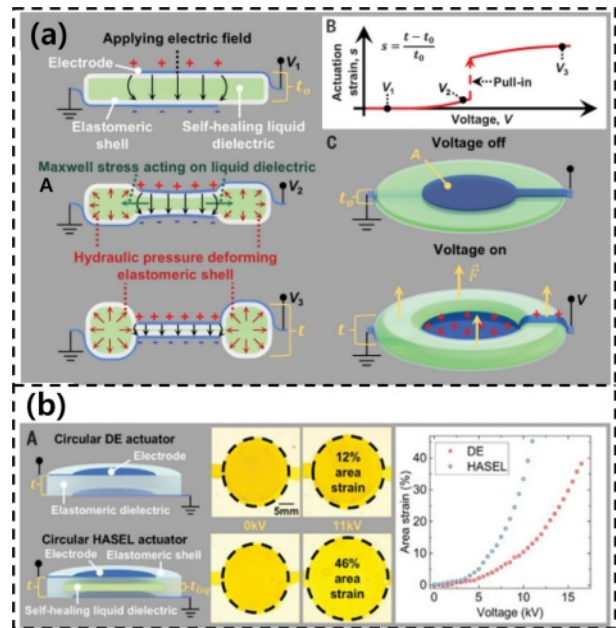 (a)
Applying electric field
Electrode
+ + + + +
V₁
t₀
- - - - -
Elastomeric
shell
Self-healing liquid
dielectric
A
Maxwell stress acting on liquid dielectric
V₂
Hydraulic pressure deforming
elastomeric shell
V₃
t
B
Actuation
strain, s
s = (t − t₀)/t₀
V₁
V₂
Pull-in
V₃
Voltage, V
C
Voltage off
A
t₀
Voltage on
F⃗
V
t
(b)
A
Circular DE actuator
Electrode
t
Elastomeric dielectric
Circular HASEL actuator
Electrode
Elastomeric shell
t
t_liq
Self-healing liquid dielectric
12%
area
strain
5mm
0kV
11kV
46%
area
strain
Area strain (%)
40
30
20
10
0
DE
HASEL
0
5
10
15
Voltage (kV)